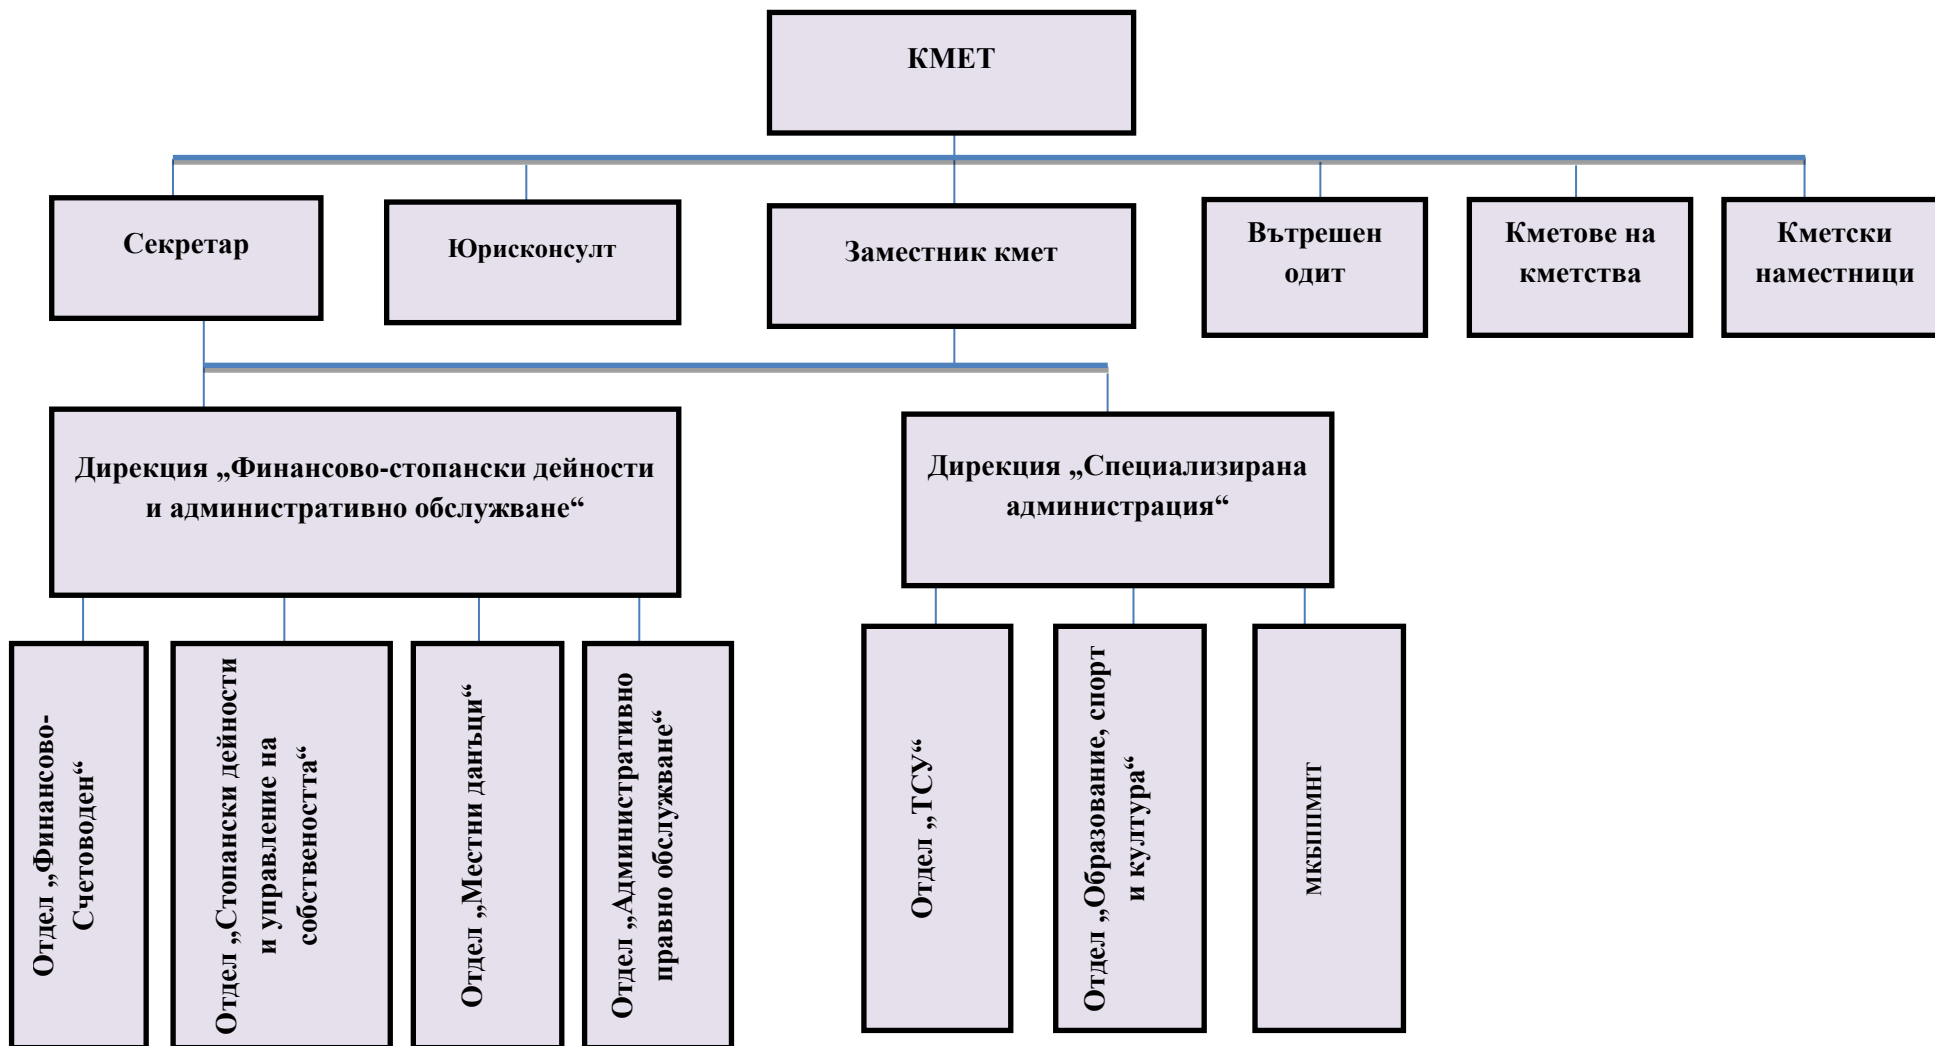 КМЕТ
Секретар
Юрисконсулт
Заместник кмет
Вътрешен
одит
Кметове на
кметства
Кметски
наместници
Дирекция „Финансово-стопански дейности
и административно обслужване“
Дирекция „Специализирана
администрация“
Отдел „Финансово-
Счетоводен“
Отдел „Стопански дейности
и управление на
собствеността“
Отдел „Местни данъци“
Отдел „Административно
правно обслужване“
Отдел „ТСУ“
Отдел „Образование, спорт
и култура“
МКБППМНТ